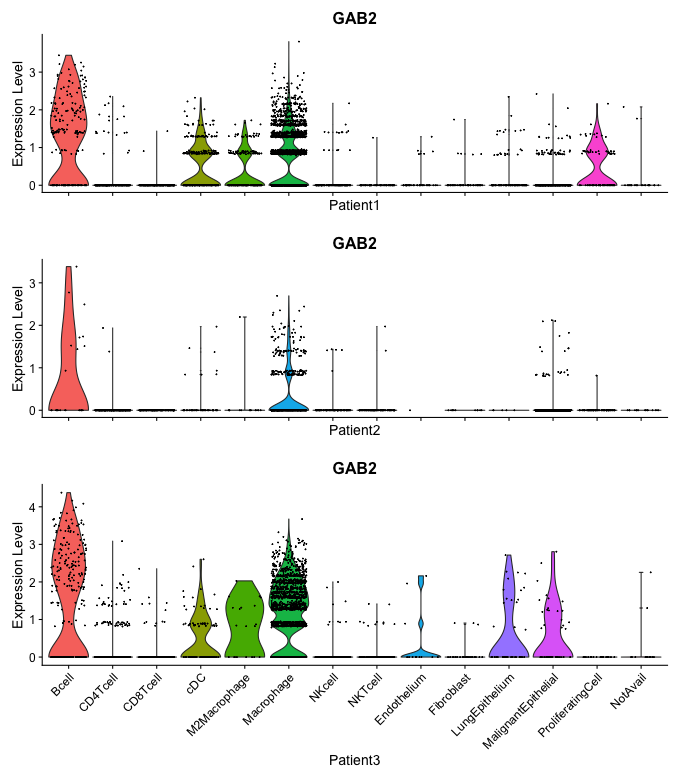 GAB2
Expression Level
3
2
1
0
Patient1
GAB2
Expression Level
3
2
1
0
Patient2
GAB2
Expression Level
4
3
2
1
0
Bcell
CD4Tcell
CD8Tcell
cDC
M2Macrophage
Macrophage
NKcell
NKTcell
Endothelium
Fibroblast
LungEpithelium
MalignantEpithelial
ProliferatingCell
NotAvail
Patient3